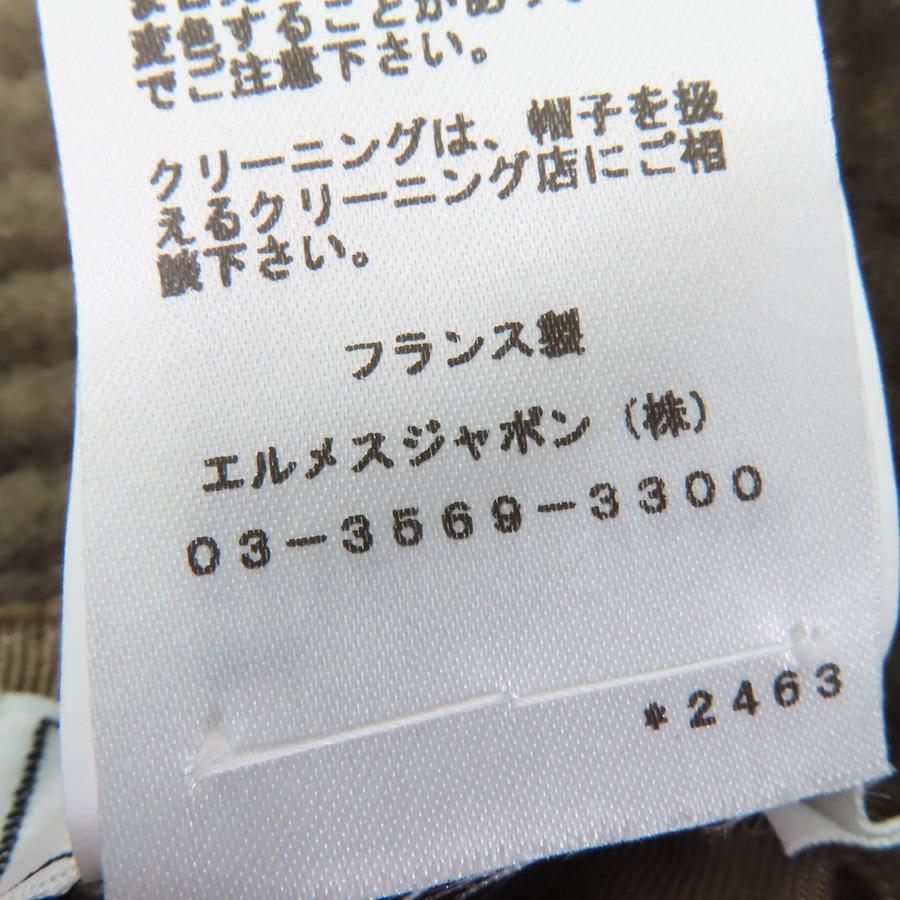 変色することがあり
でご注意下さい。
クリーニングは、帽子を扱
えるクリーニング店にご相
談下さい。
フランス製
エルメスジャポン（株）
03-3569-3300
*2463